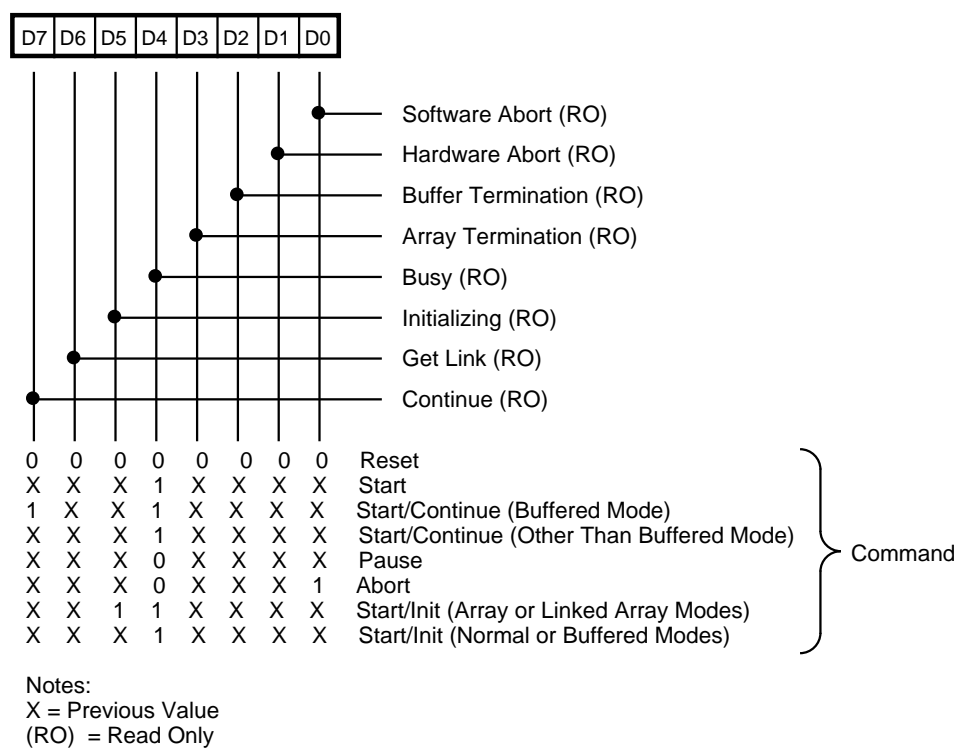 D7 D6 D5 D4 D3 D2 D1 D0
Software Abort (RO)
Hardware Abort (RO)
Buffer Termination (RO)
Array Termination (RO)
Busy (RO)
Initializing (RO)
Get Link (RO)
Continue (RO)
0 0 0 0 0 0 0 0 Reset
X X X 1 X X X X Start
1 X X 1 X X X X Start/Continue (Buffered Mode)
X X X 1 X X X X Start/Continue (Other Than Buffered Mode)
X X X 0 X X X X Pause
X X X 0 X X X 1 Abort
X X 1 1 X X X X Start/Init (Array or Linked Array Modes)
X X X 1 X X X X Start/Init (Normal or Buffered Modes)
Command
Notes:
X = Previous Value
(RO) = Read Only